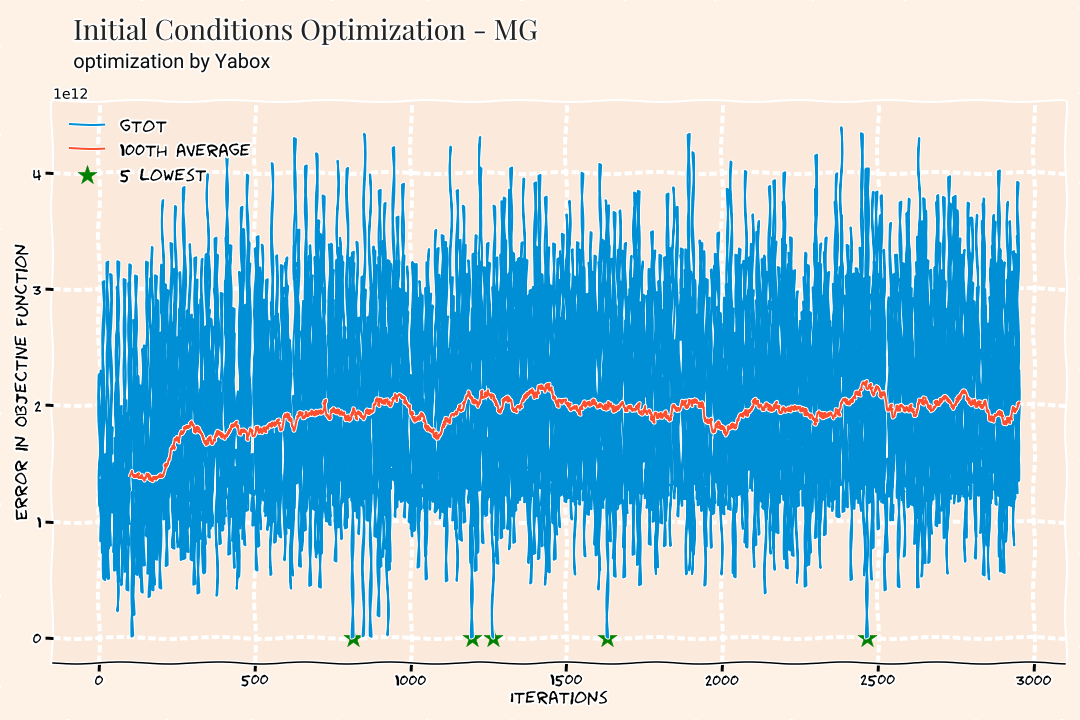 Initial Conditions Optimization - MG
optimization by Yabox
1e12
GTOT
100TH AVERAGE
5 LOWEST
4
3
2
1
0
ERROR IN OBJECTIVE FUNCTION
0 500 1000 1500 2000 2500 3000
ITERATIONS